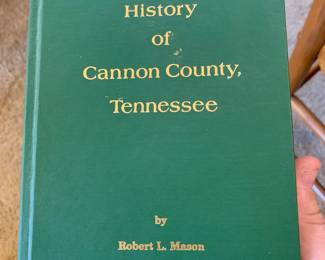 History
of
Cannon County,
Tennessee
by
Robert L. Mason